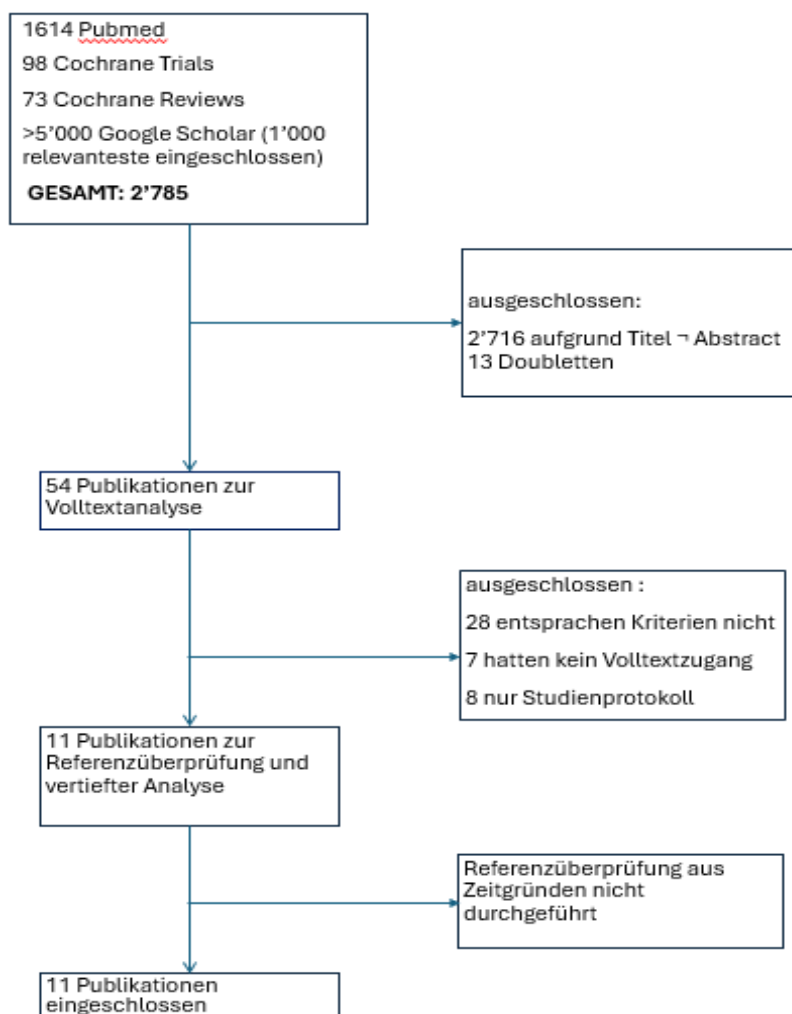 1614 Pubmed
98 Cochrane Trials
73 Cochrane Reviews
>5’000 Google Scholar (1’000
relevanteste eingeschlossen)
GESAMT: 2’785
ausgeschlossen:
2’716 aufgrund Titel ¬ Abstract
13 Doubletten
54 Publikationen zur
Volltextanalyse
ausgeschlossen :
28 entsprachen Kriterien nicht
7 hatten kein Volltextzugang
8 nur Studienprotokoll
11 Publikationen zur
Referenzüberprüfung und
vertiefter Analyse
Referenzüberprüfung aus
Zeitgründen nicht
durchgeführt
11 Publikationen
eingeschlossen